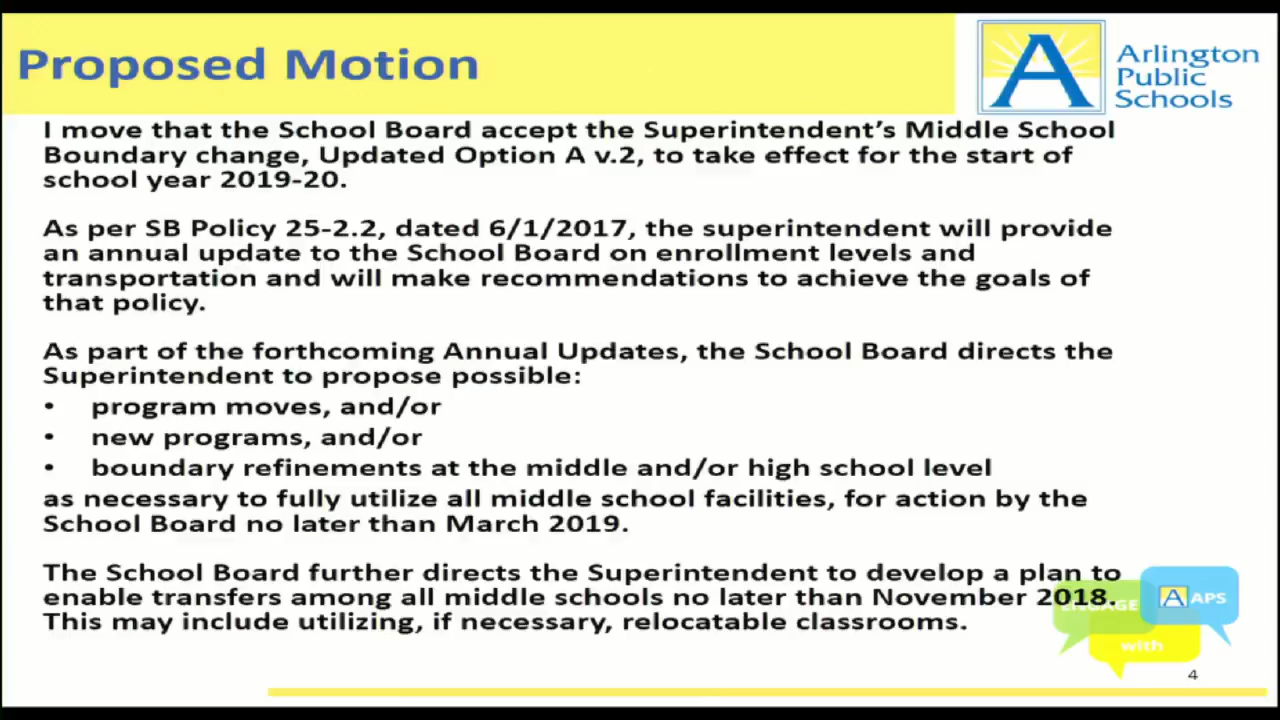 Proposed Motion
A
Arlington
Public
Schools
I move that the School Board accept the Superintendent’s Middle School
Boundary change, Updated Option A v.2, to take effect for the start of
school year 2019-20.
As per SB Policy 25-2.2, dated 6/1/2017, the superintendent will provide
an annual update to the School Board on enrollment levels and
transportation and will make recommendations to achieve the goals of
that policy.
As part of the forthcoming Annual Updates, the School Board directs the
Superintendent to propose possible:
• program moves, and/or
• new programs, and/or
• boundary refinements at the middle and/or high school level
as necessary to fully utilize all middle school facilities, for action by the
School Board no later than March 2019.
The School Board further directs the Superintendent to develop a plan to
enable transfers among all middle schools no later than November 2018.
This may include utilizing, if necessary, relocatable classrooms.
ENGAGE
A APS
with
4